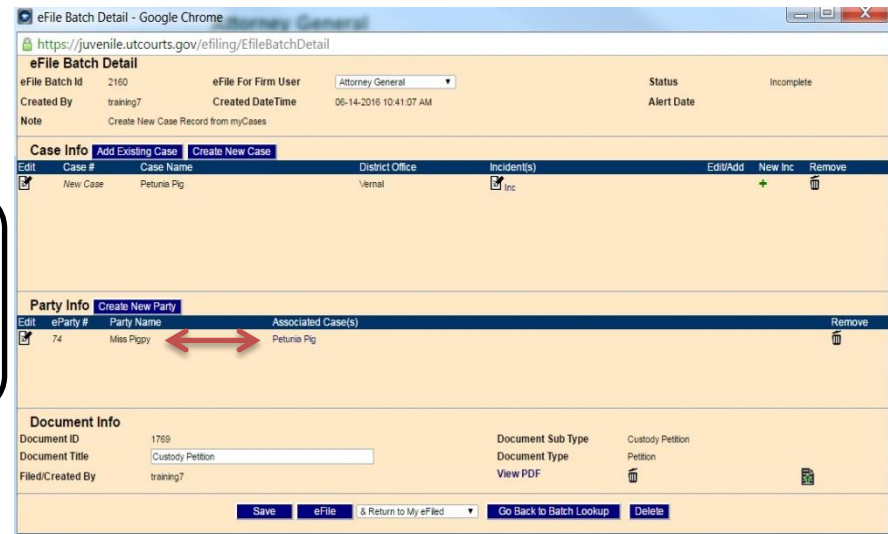 Attorney General
eFile Batch Detail - Google Chrome
https://juvenile.utcourts.gov/efiling/EfileBatchDetail
eFile Batch Detail
eFile Batch Id 2160 eFile For Firm User Attorney General Status Incomplete
Created By training7 Created DateTime 06-14-2016 10:41:07 AM Alert Date
Note Create New Case Record from myCases
Case Info Add Existing Case Create New Case
Edit Case # Case Name District Office Incident(s) Edit/Add New Inc Remove
New Case Petunia Pig Vernal Inc
Party Info Create New Party
Edit eParty # Party Name Associated Case(s) Remove
74 Miss Pigpy Petunia Pig
Document Info
Document ID 1769 Document Sub Type Custody Petition
Document Title Custody Petition Document Type Petition
Filed/Created By training7 View PDF
Save eFile & Return to My eFiled Go Back to Batch Lookup Delete